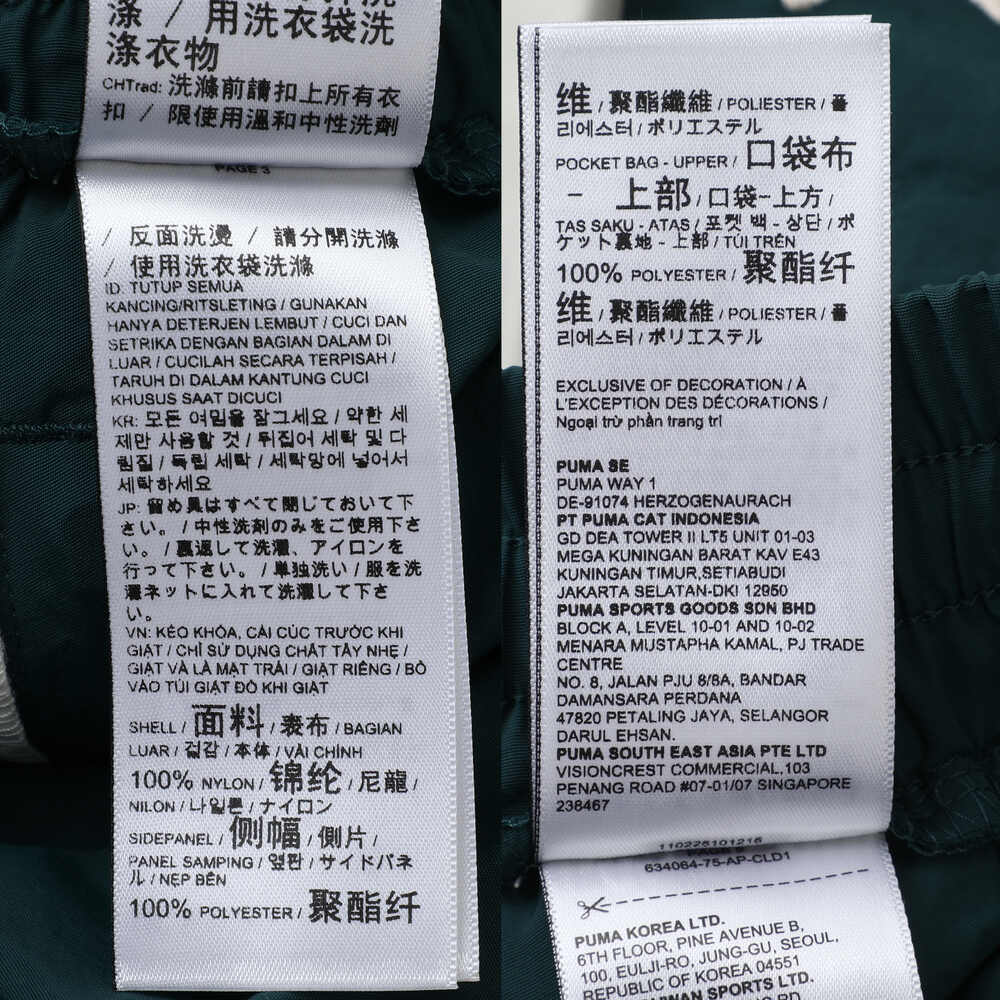 涤 / 用洗衣袋洗
涤衣物
CHTrad: 洗滌前請扣上所有衣
扣 / 限使用溫和中性洗劑
PAGE 3
/ 反面洗燙 / 請分開洗滌
/ 使用洗衣袋洗滌
ID: TUTUP SEMUA
KANCING/RITSLETING / GUNAKAN
HANYA DETERJEN LEMBUT / CUCI DAN
SETRIKA DENGAN BAGIAN DALAM DI
LUAR / CUCILAH SECARA TERPISAH /
TARUH DI DALAM KANTUNG CUCI
KHUSUS SAAT DICUCI
KR: 모든 여밈을 잠그세요 / 약한 세
제만 사용할 것 / 뒤집어 세탁 및 다
림질 / 독립 세탁 / 세탁망에 넣어서
세탁하세요
JP: 留め具はすべて閉じておいて下
さい。 / 中性洗剤のみをご使用下さ
い。 / 裏返して洗濯、アイロンを
行って下さい。 / 単独洗い / 服を洗
濯ネットに入れて洗濯して下さ
い。
VN: KÉO KHÓA, CÀI CÚC TRƯỚC KHI
GIẶT / CHỈ SỬ DỤNG CHẤT TẨY NHẸ /
GIẶT VÀ LÀ MẶT TRÁI / GIẶT RIÊNG / BỎ
VÀO TÚI GIẶT ĐỒ KHI GIẶT
SHELL / 面料 / 表布 / BAGIAN
LUAR / 겉감 / 本体 / VẢI CHÍNH
100% NYLON / 锦纶 / 尼龍 /
NILON / 나일론 / ナイロン
SIDEPANEL / 侧幅 / 側片 /
PANEL SAMPING / 옆판 / サイドパネ
ル / NẸP BÊN
100% POLYESTER / 聚酯纤
维 / 聚酯纖維 / POLIESTER / 폴
리에스터 / ポリエステル
POCKET BAG - UPPER / 口袋布
- 上部 / 口袋-上方 /
TAS SAKU - ATAS / 포켓 백 - 상단 / ポ
ケット裏地 - 上部 / TÚI TRÊN
100% POLYESTER / 聚酯纤
维 / 聚酯纖維 / POLIESTER / 폴
리에스터 / ポリエステル
EXCLUSIVE OF DECORATION / À
L'EXCEPTION DES DÉCORATIONS /
Ngoại trừ phần trang trí
PUMA SE
PUMA WAY 1
DE-91074 HERZOGENAURACH
PT PUMA CAT INDONESIA
GD DEA TOWER II LT5 UNIT 01-03
MEGA KUNINGAN BARAT KAV E43
KUNINGAN TIMUR,SETIABUDI
JAKARTA SELATAN-DKI 12950
PUMA SPORTS GOODS SDN BHD
BLOCK A, LEVEL 10-01 AND 10-02
MENARA MUSTAPHA KAMAL, PJ TRADE
CENTRE
NO. 8, JALAN PJU 8/8A, BANDAR
DAMANSARA PERDANA
47820 PETALING JAYA, SELANGOR
DARUL EHSAN.
PUMA SOUTH EAST ASIA PTE LTD
VISIONCREST COMMERCIAL,103
PENANG ROAD #07-01/07 SINGAPORE
238467
634064-75-AP-CLD1
PUMA KOREA LTD.
6TH FLOOR, PINE AVENUE B,
100, EULJI-RO, JUNG-GU, SEOUL,
REPUBLIC OF KOREA 04551
SPORTS LTD.